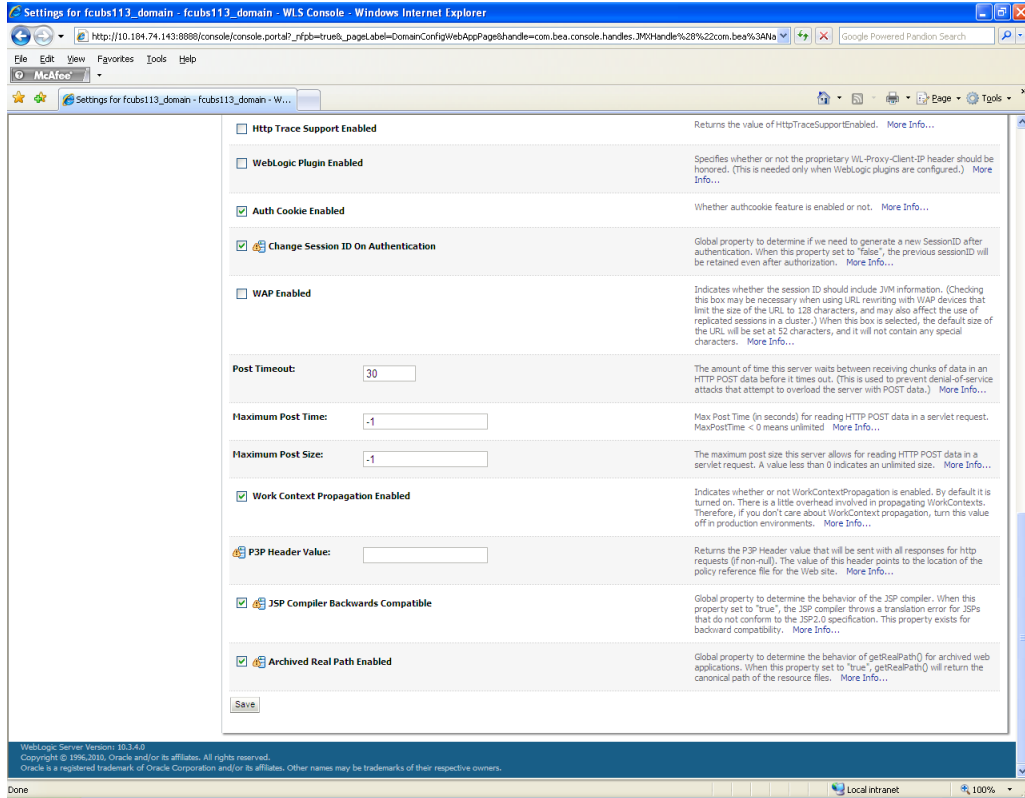 Settings for fcubs113_domain - fcubs113_domain - WLS Console - Windows Internet Explorer
http://10.184.74.143:8888/console/console.portal?_nfpb=true&_pageLabel=DomainConfigWebAppPage&handle=com.bea.console.handles.JMXHandle%28%22com.bea%3ANa
Google Powered Pandion Search
File Edit View Favorites Tools Help
McAfee
Settings for fcubs113_domain - fcubs113_domain - W...
Page Tools
Http Trace Support Enabled
Returns the value of HttpTraceSupportEnabled. More Info...
WebLogic Plugin Enabled
Specifies whether or not the proprietary WL-Proxy-Client-IP header should be
honored. (This is needed only when WebLogic plugins are configured.) More
Info...
Auth Cookie Enabled
Whether authcookie feature is enabled or not. More Info...
Change Session ID On Authentication
Global property to determine if we need to generate a new SessionID after
authentication. When this property set to "false", the previous sessionID will
be retained even after authorization. More Info...
WAP Enabled
Indicates whether the session ID should include JVM information. (Checking
this box may be necessary when using URL rewriting with WAP devices that
limit the size of the URL to 128 characters, and may also affect the use of
replicated sessions in a cluster.) When this box is selected, the default size of
the URL will be set at 52 characters, and it will not contain any special
characters. More Info...
Post Timeout:
30
The amount of time this server waits between receiving chunks of data in an
HTTP POST data before it times out. (This is used to prevent denial-of-service
attacks that attempt to overload the server with POST data.) More Info...
Maximum Post Time:
-1
Max Post Time (in seconds) for reading HTTP POST data in a servlet request.
MaxPostTime < 0 means unlimited More Info...
Maximum Post Size:
-1
The maximum post size this server allows for reading HTTP POST data in a
servlet request. A value less than 0 indicates an unlimited size. More Info...
Work Context Propagation Enabled
Indicates whether or not WorkContextPropagation is enabled. By default it is
turned on. There is a little overhead involved in propagating WorkContexts.
Therefore, if you don't care about WorkContext propagation, turn this value
off in production environments. More Info...
P3P Header Value:
Returns the P3P Header value that will be sent with all responses for http
requests (if non-null). The value of this header points to the location of the
policy reference file for the Web site. More Info...
JSP Compiler Backwards Compatible
Global property to determine the behavior of the JSP compiler. When this
property set to "true", the JSP compiler throws a translation error for JSPs
that do not conform to the JSP2.0 specification. This property exists for
backward compatibility. More Info...
Archived Real Path Enabled
Global property to determine the behavior of getRealPath() for archived web
applications. When this property set to "true", getRealPath() will return the
canonical path of the resource files. More Info...
Save
WebLogic Server Version: 10.3.4.0
Copyright © 1996,2010, Oracle and/or its affiliates. All rights reserved.
Oracle is a registered trademark of Oracle Corporation and/or its affiliates. Other names may be trademarks of their respective owners.
Done
Local intranet
100%